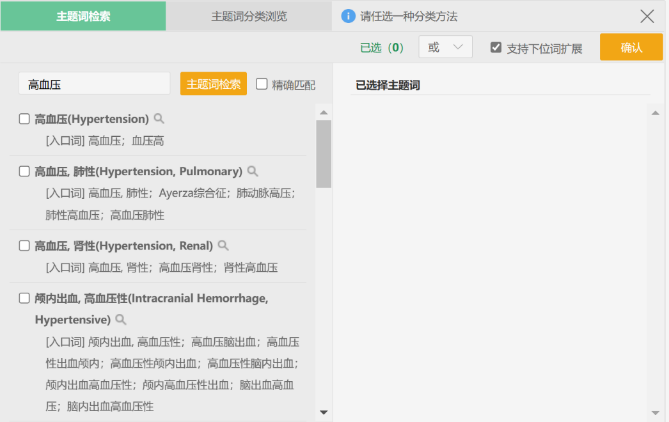 主题词检索
主题词分类浏览
请任选一种分类方法
已选（0）
或
支持下位词扩展
确认
高血压
主题词检索
精确匹配
已选择主题词
高血压(Hypertension)
[入口词] 高血压；血压高
高血压, 肺性(Hypertension, Pulmonary)
[入口词] 高血压, 肺性；Ayerza综合征；肺动脉高压；
肺性高血压；高血压肺性
高血压, 肾性(Hypertension, Renal)
[入口词] 高血压, 肾性；高血压肾性；肾性高血压
颅内出血, 高血压性(Intracranial Hemorrhage,
Hypertensive)
[入口词] 颅内出血, 高血压性；高血压脑出血；高血压
性出血颅内；高血压性颅内出血；高血压性脑内出血；
颅内出血高血压性；颅内高血压性出血；脑出血高血
压；脑内出血高血压性